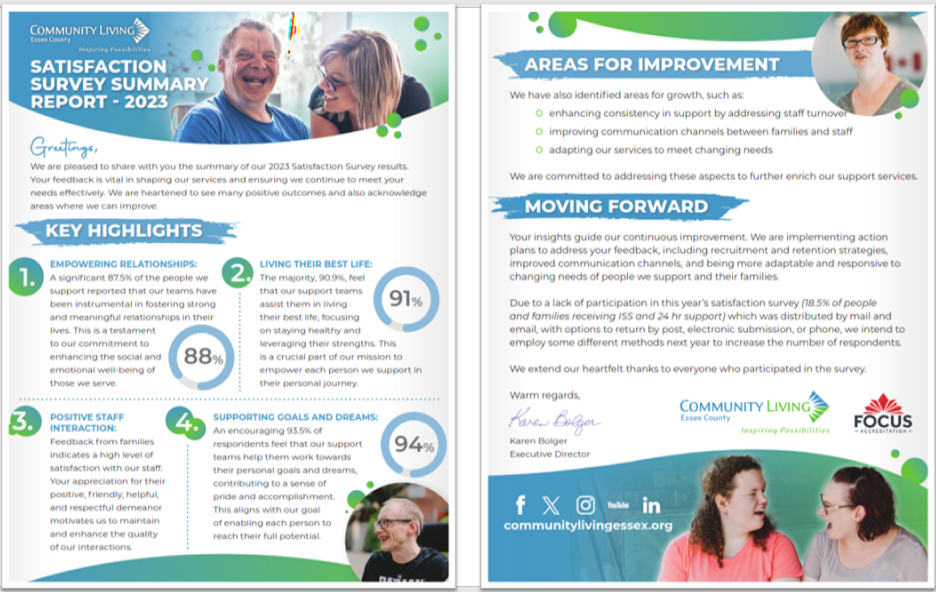 COMMUNITY LIVING
Essex County
Inspiring Possibilities
SATISFACTION
SURVEY SUMMARY
REPORT - 2023
Greetings,
We are pleased to share with you the summary of our 2023 Satisfaction Survey results.
Your feedback is vital in shaping our services and ensuring we continue to meet your
needs effectively. We are heartened to see many positive outcomes and also acknowledge
areas where we can improve.
KEY HIGHLIGHTS
1.
EMPOWERING RELATIONSHIPS:
A significant 87.5% of the people we
support reported that our teams have
been instrumental in fostering strong
and meaningful relationships in their
lives. This is a testament
to our commitment to
enhancing the social and
emotional well-being of
those we serve.
88%
2.
LIVING THEIR BEST LIFE:
The majority, 90.9%, feel
that our support teams
assist them in living
their best life, focusing
on staying healthy and
leveraging their strengths. This
is a crucial part of our mission to
empower each person we support in
their personal journey.
91%
3.
POSITIVE STAFF
INTERACTION:
Feedback from families
indicates a high level of
satisfaction with our staff.
Your appreciation for their
positive, friendly, helpful,
and respectful demeanor
motivates us to maintain
and enhance the quality
of our interactions.
4.
SUPPORTING GOALS AND DREAMS:
An encouraging 93.5% of
respondents feel that our support
teams help them work towards
their personal goals and dreams,
contributing to a sense of
pride and accomplishment.
This aligns with our goal
of enabling each person to
reach their full potential.
94%
AREAS FOR IMPROVEMENT
We have also identified areas for growth, such as:
enhancing consistency in support by addressing staff turnover
improving communication channels between families and staff
adapting our services to meet changing needs
We are committed to addressing these aspects to further enrich our support services.
MOVING FORWARD
Your insights guide our continuous improvement. We are implementing action
plans to address your feedback, including recruitment and retention strategies,
improved communication channels, and being more adaptable and responsive to
changing needs of people we support and their families.
Due to a lack of participation in this year's satisfaction survey (18.5% of people
and families receiving ISS and 24 hr support) which was distributed by mail and
email, with options to return by post, electronic submission, or phone, we intend to
employ some different methods next year to increase the number of respondents.
We extend our heartfelt thanks to everyone who participated in the survey.
Warm regards,
Karen Bolger
Karen Bolger
Executive Director
COMMUNITY LIVING
Essex County
Inspiring Possibilities
FOCUS
ACCREDITATION
YouTube
communitylivingessex.org